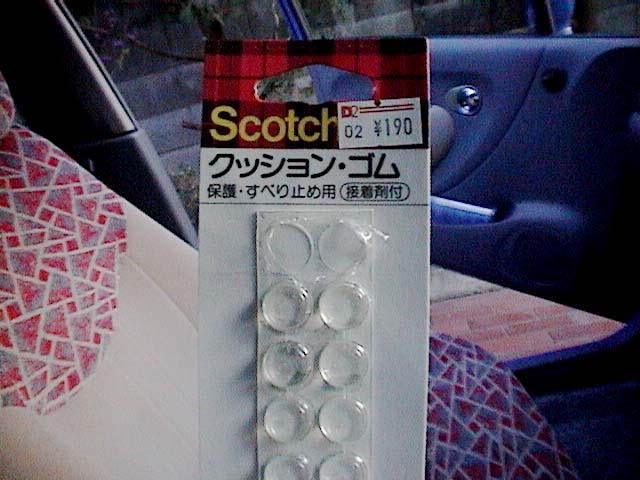 Scotch
D2
02 ¥190
クッション・ゴム
保護・すべり止め用 接着剤付